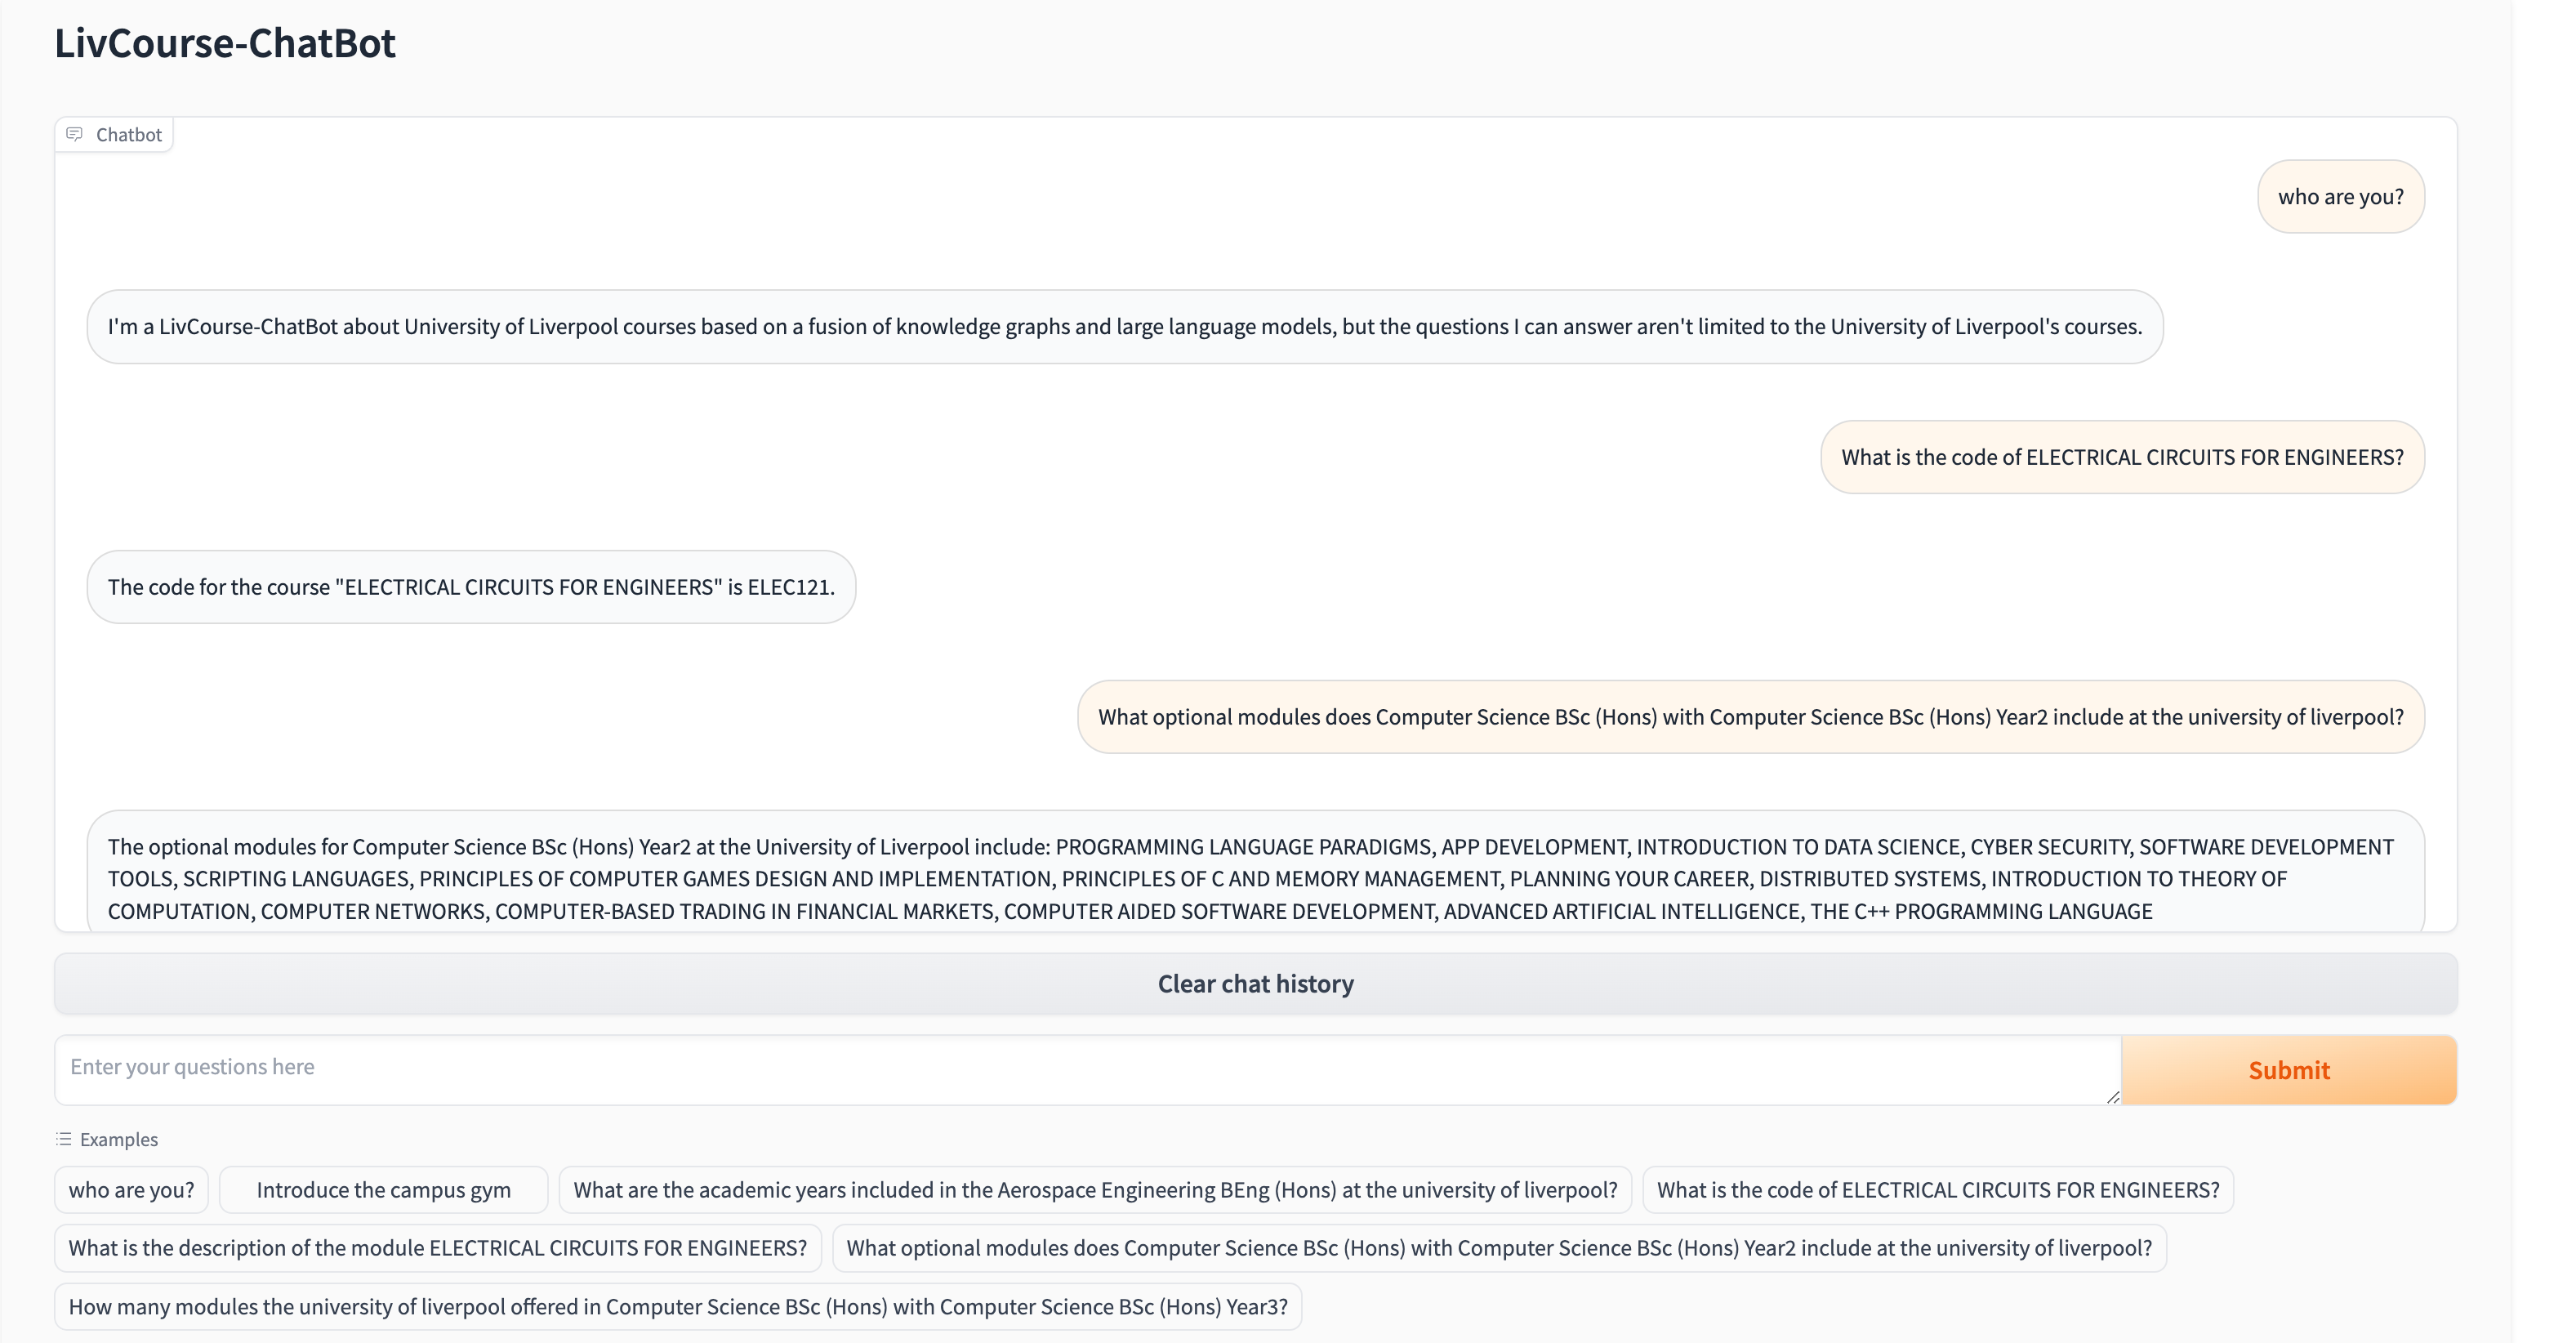 LivCourse-ChatBot
Chatbot
who are you?
I'm a LivCourse-ChatBot about University of Liverpool courses based on a fusion of knowledge graphs and large language models, but the questions I can answer aren't limited to the University of Liverpool's courses.
What is the code of ELECTRICAL CIRCUITS FOR ENGINEERS?
The code for the course "ELECTRICAL CIRCUITS FOR ENGINEERS" is ELEC121.
What optional modules does Computer Science BSc (Hons) with Computer Science BSc (Hons) Year2 include at the university of liverpool?
The optional modules for Computer Science BSc (Hons) Year2 at the University of Liverpool include: PROGRAMMING LANGUAGE PARADIGMS, APP DEVELOPMENT, INTRODUCTION TO DATA SCIENCE, CYBER SECURITY, SOFTWARE DEVELOPMENT
TOOLS, SCRIPTING LANGUAGES, PRINCIPLES OF COMPUTER GAMES DESIGN AND IMPLEMENTATION, PRINCIPLES OF C AND MEMORY MANAGEMENT, PLANNING YOUR CAREER, DISTRIBUTED SYSTEMS, INTRODUCTION TO THEORY OF
COMPUTATION, COMPUTER NETWORKS, COMPUTER-BASED TRADING IN FINANCIAL MARKETS, COMPUTER AIDED SOFTWARE DEVELOPMENT, ADVANCED ARTIFICIAL INTELLIGENCE, THE C++ PROGRAMMING LANGUAGE
Clear chat history
Enter your questions here
Submit
Examples
who are you?
Introduce the campus gym
What are the academic years included in the Aerospace Engineering BEng (Hons) at the university of liverpool?
What is the code of ELECTRICAL CIRCUITS FOR ENGINEERS?
What is the description of the module ELECTRICAL CIRCUITS FOR ENGINEERS?
What optional modules does Computer Science BSc (Hons) with Computer Science BSc (Hons) Year2 include at the university of liverpool?
How many modules the university of liverpool offered in Computer Science BSc (Hons) with Computer Science BSc (Hons) Year3?